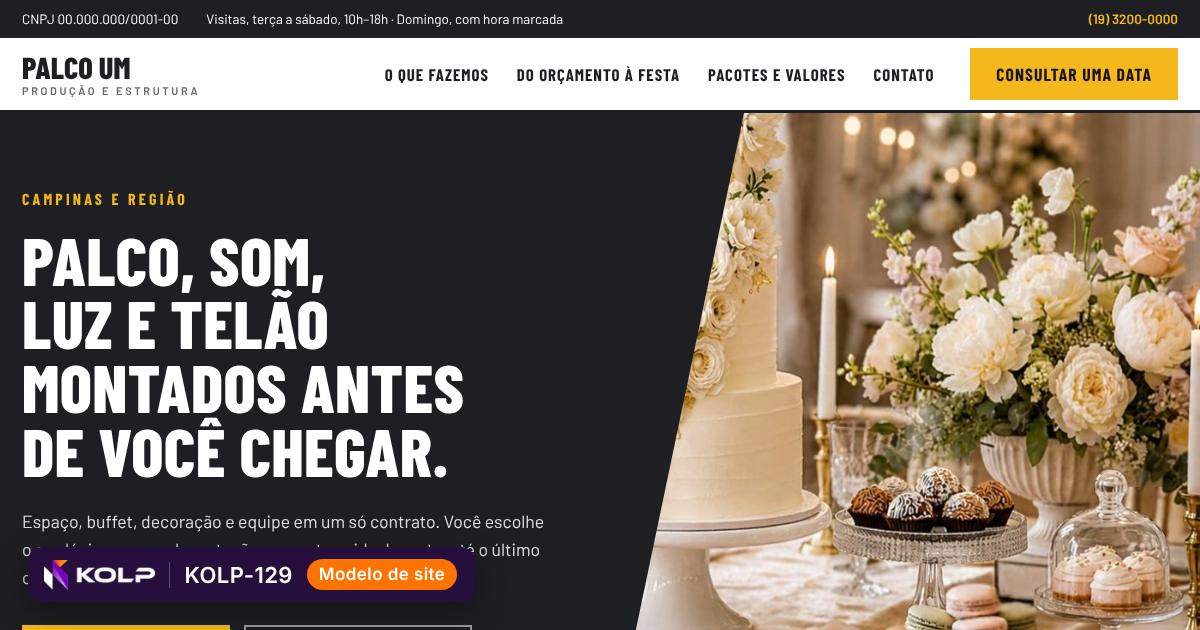 CNPJ 00.000.000/0001-00
Visitas, terça a sábado, 10h–18h · Domingo, com hora marcada
(19) 3200-0000
PALCO UM
PRODUÇÃO E ESTRUTURA
O QUE FAZEMOS
DO ORÇAMENTO À FESTA
PACOTES E VALORES
CONTATO
CONSULTAR UMA DATA
CAMPINAS E REGIÃO
PALCO, SOM,
LUZ E TELÃO
MONTADOS ANTES
DE VOCÊ CHEGAR.
Espaço, buffet, decoração e equipe em um só contrato. Você escolhe
o último
KOLP
KOLP-129
Modelo de site